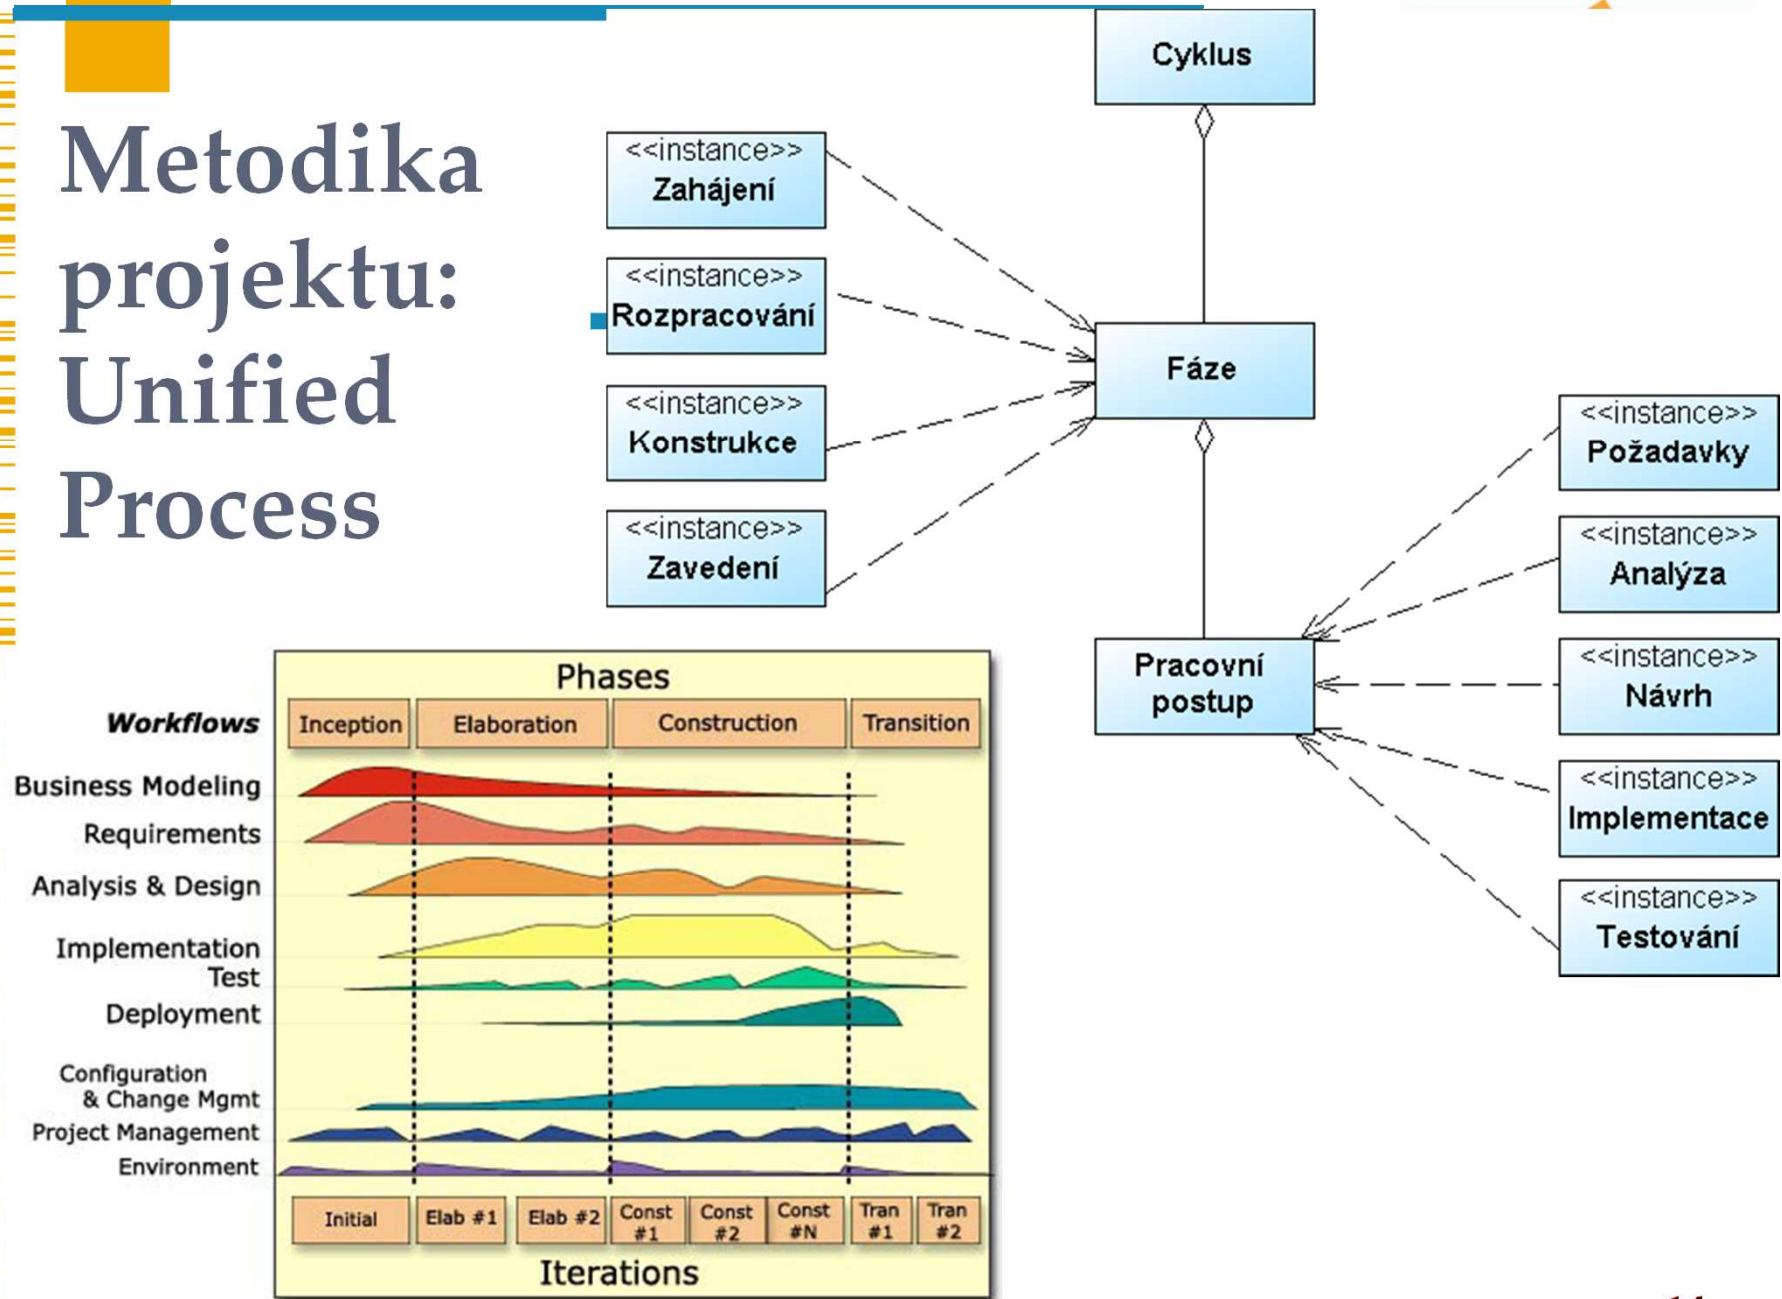 Metodika
projektu:
Unified
Process
Cyklus
<<instance>>
Zahájení
<<instance>>
Rozpracování
<<instance>>
Konstrukce
<<instance>>
Zavedení
Fáze
Pracovní
postup
<<instance>>
Požadavky
<<instance>>
Analýza
<<instance>>
Návrh
<<instance>>
Implementace
<<instance>>
Testování
Phases
Workflows Inception Elaboration Construction Transition
Business Modeling
Requirements
Analysis & Design
Implementation
Test
Deployment
Configuration
& Change Mgmt
Project Management
Environment
Initial
Elab #1
Elab #2
Const
#1
Const
#2
Const
#N
Tran
#1
Tran
#2
Iterations